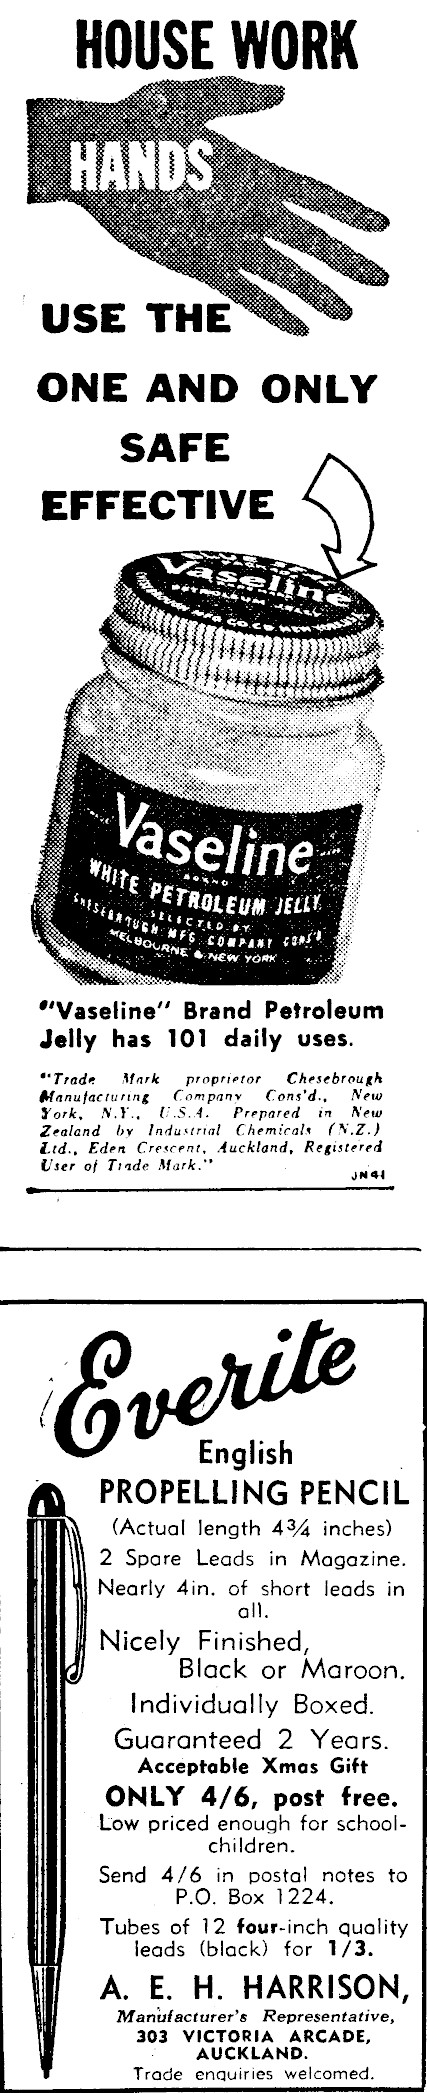 HOUSE WORK
HANDS
USE THE
ONE AND ONLY
SAFE
EFFECTIVE
Vaseline
Vaseline
BRAND
WHITE PETROLEUM JELLY
SELECTED BY
CHESEBROUGH MFG COMPANY CONS'D
MELBOURNE & NEW YORK
"Vaseline" Brand Petroleum
Jelly has 101 daily uses.
"Trade Mark proprietor Chesebrough
Manufacturing Company Cons'd., New
York, N.Y., U.S.A. Prepared in New
Zealand by Industrial Chemicals (N.Z.)
Ltd., Eden Crescent, Auckland, Registered
User of Trade Mark."
JN41
Everite
English
PROPELLING PENCIL
(Actual length 4¾ inches)
2 Spare Leads in Magazine.
Nearly 4in. of short leads in
all.
Nicely Finished,
Black or Maroon.
Individually Boxed.
Guaranteed 2 Years.
Acceptable Xmas Gift
ONLY 4/6, post free.
Low priced enough for school-
children.
Send 4/6 in postal notes to
P.O. Box 1224.
Tubes of 12 four-inch quality
leads (black) for 1/3.
A. E. H. HARRISON,
Manufacturer's Representative,
303 VICTORIA ARCADE,
AUCKLAND.
Trade enquiries welcomed.